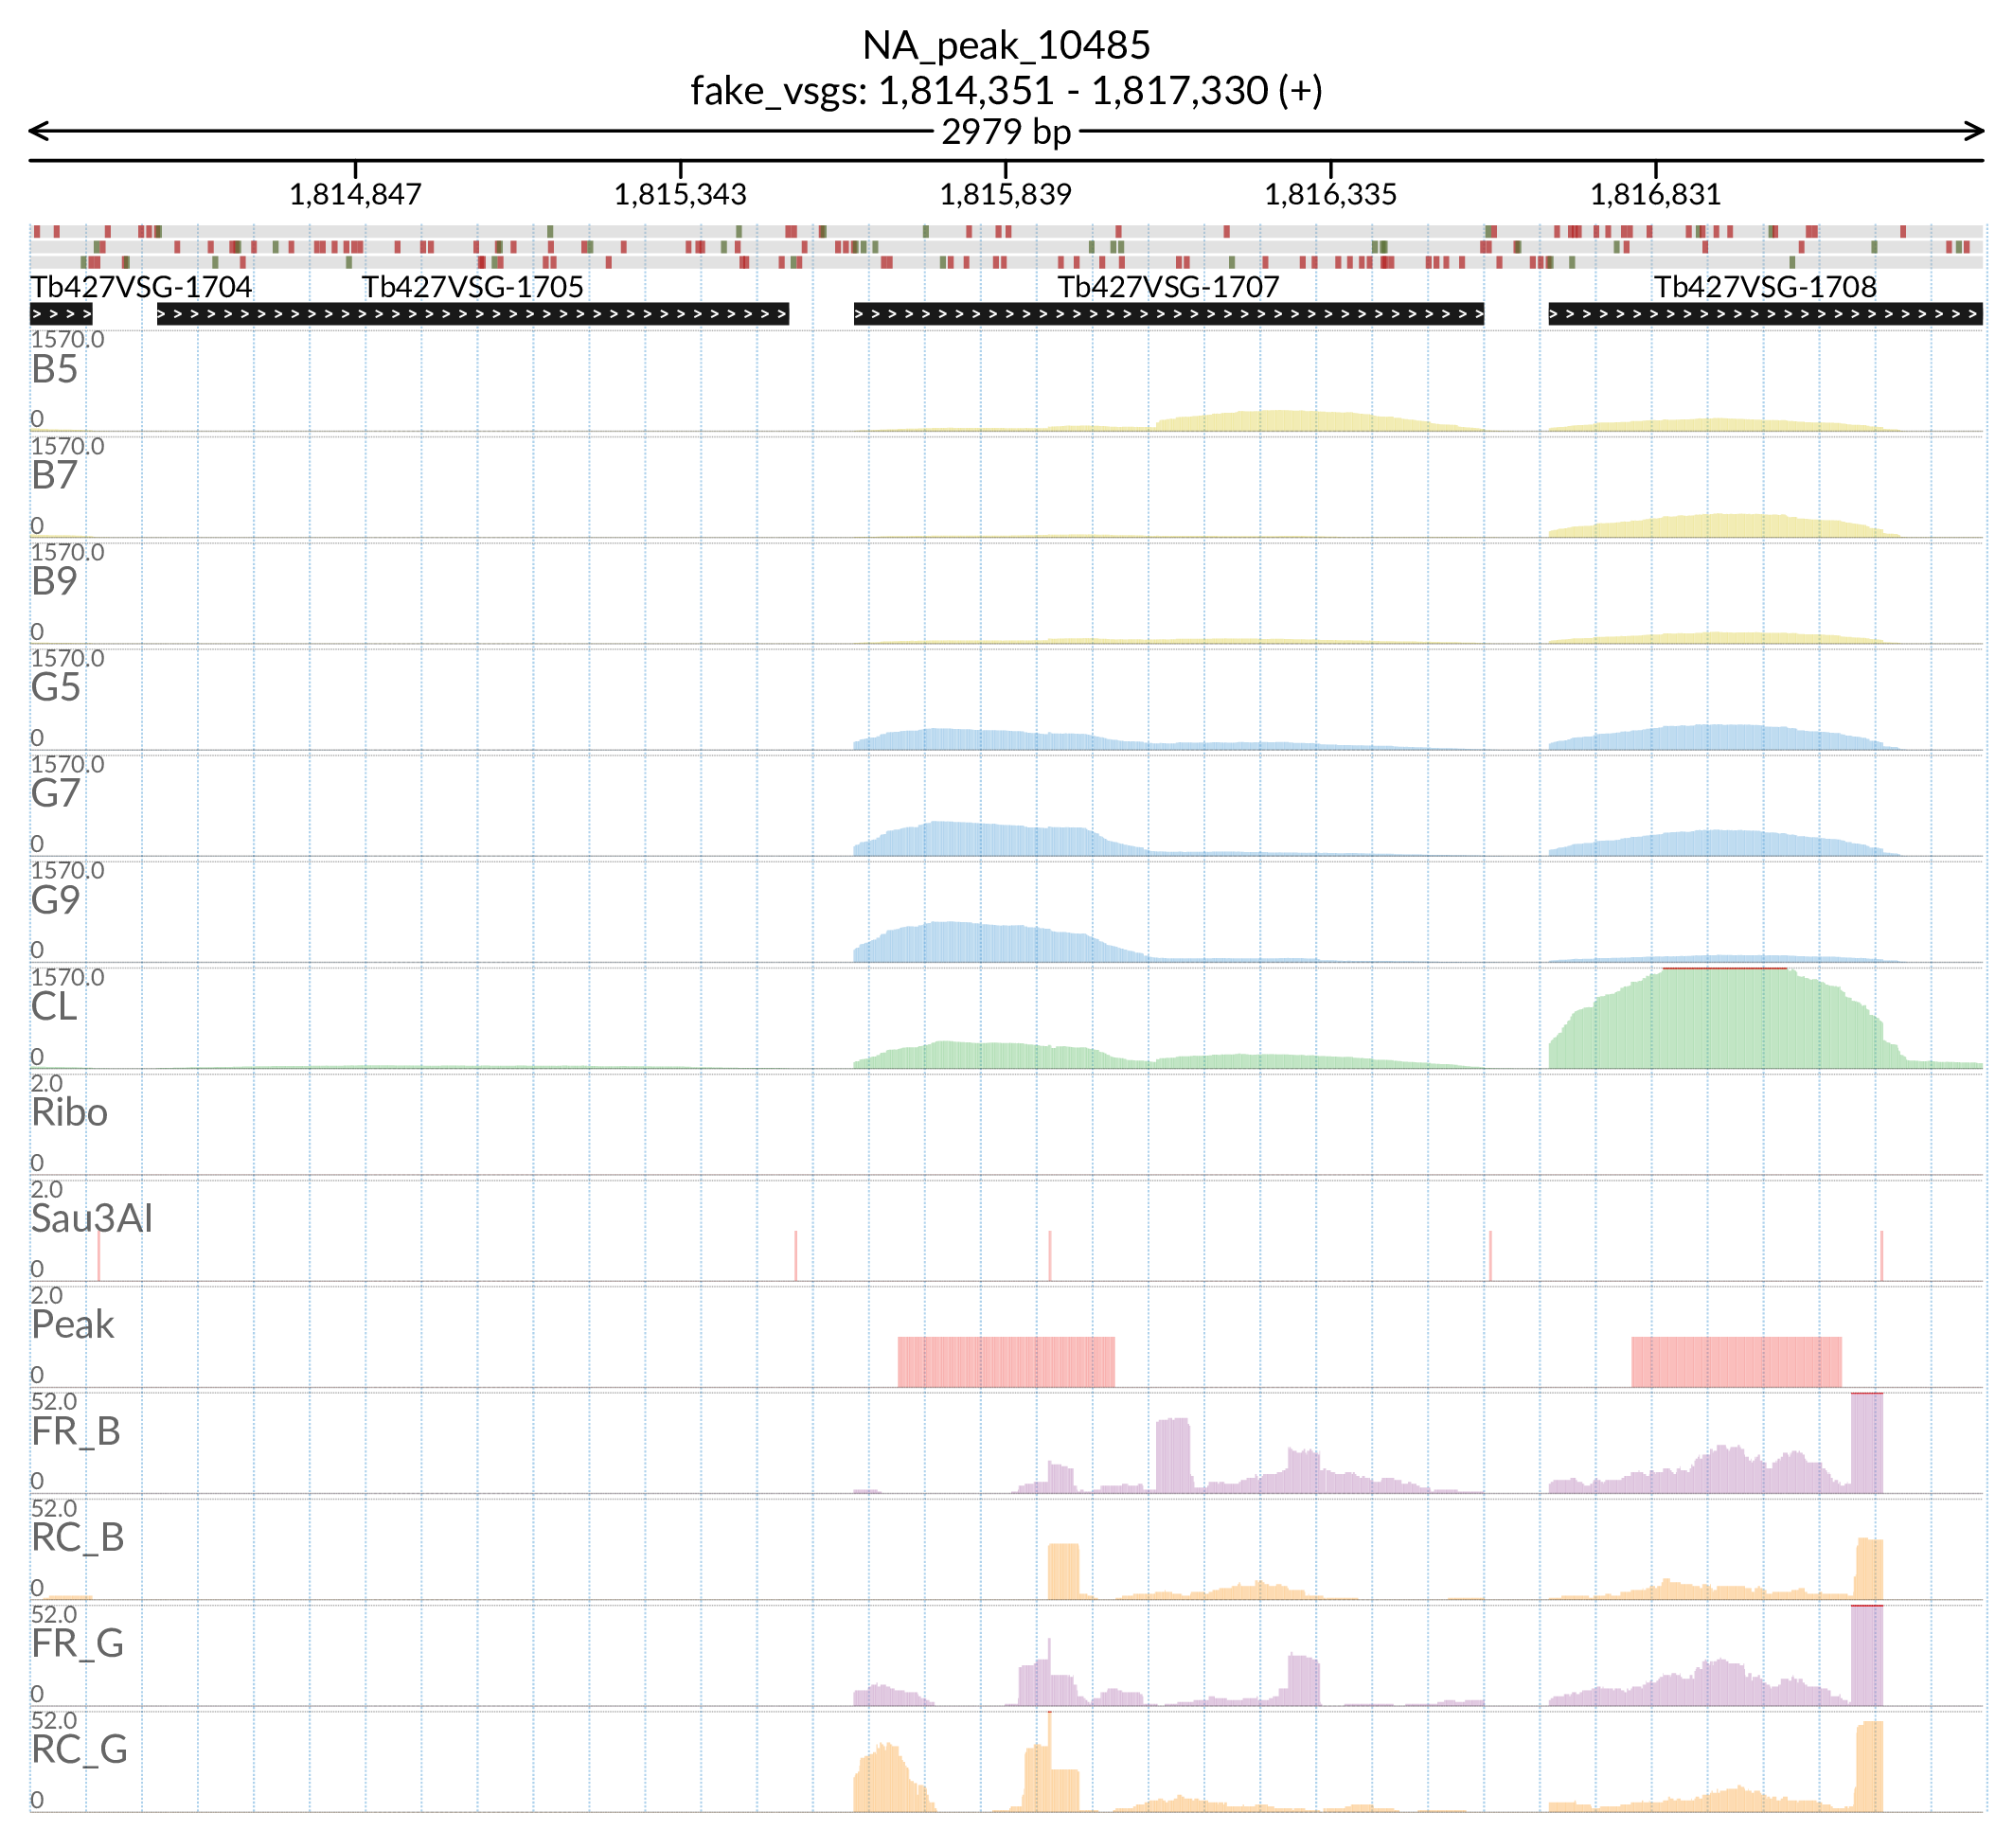 NA_peak_10485
fake_vsgs: 1,814,351 - 1,817,330 (+)
2979 bp
1,814,847 1,815,343 1,815,839 1,816,335 1,816,831
Tb427VSG-1704 Tb427VSG-1705 Tb427VSG-1707 Tb427VSG-1708
1570.0
B5
0
1570.0
B7
0
1570.0
B9
0
1570.0
G5
0
1570.0
G7
0
1570.0
G9
0
1570.0
CL
0
2.0
Ribo
0
2.0
Sau3AI
0
2.0
Peak
0
52.0
FR_B
0
52.0
RC_B
0
52.0
FR_G
0
52.0
RC_G
0